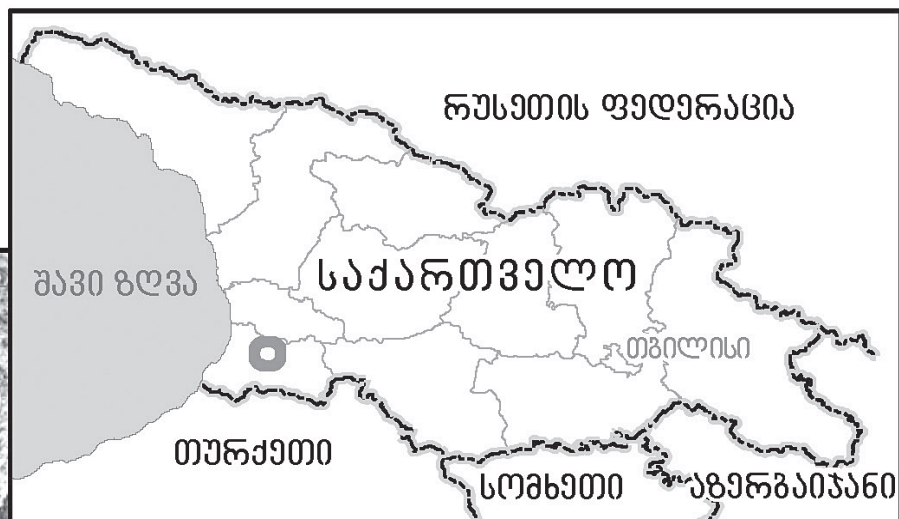 რუსეთის ფედერაცია
შავი ზღვა
საქართველო
თბილისი
თურქეთი
სომხეთი
აზერბაიჯანი